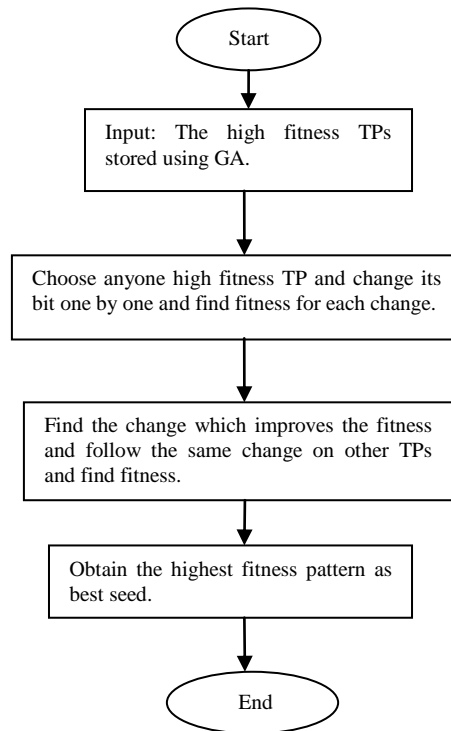 Start
Input: The high fitness TPs
stored using GA.
Choose anyone high fitness TP and change its
bit one by one and find fitness for each change.
Find the change which improves the fitness
and follow the same change on other TPs
and find fitness.
Obtain the highest fitness pattern as
best seed.
End